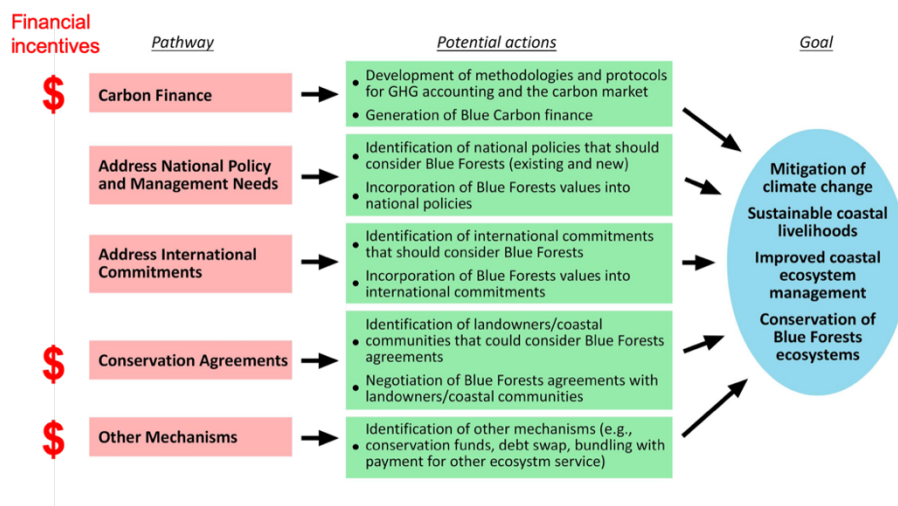 Financial
incentives
Pathway
Potential actions
Goal
$
Carbon Finance
• Development of methodologies and protocols
for GHG accounting and the carbon market
• Generation of Blue Carbon finance
Address National Policy
and Management Needs
• Identification of national policies that should
consider Blue Forests (existing and new)
• Incorporation of Blue Forests values into
national policies
Address International
Commitments
• Identification of international commitments
that should consider Blue Forests
• Incorporation of Blue Forests values into
international commitments
$
Conservation Agreements
Identification of landowners/coastal
• communities that could consider Blue Forests
agreements
• Negotiation of Blue Forests agreements with
landowners/coastal communities
$
Other Mechanisms
Identification of other mechanisms (e.g.,
• conservation funds, debt swap, bundling with
payment for other ecosystm service)
Mitigation of
climate change
Sustainable coastal
livelihoods
Improved coastal
ecosystem
management
Conservation of
Blue Forests
ecosystems